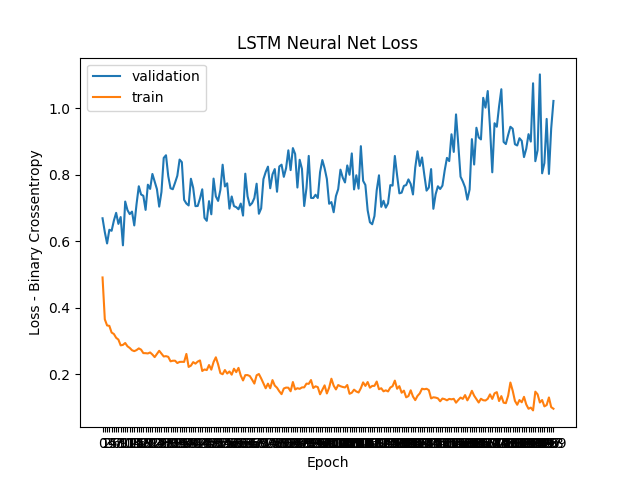 LSTM Neural Net Loss
validation
train
Loss - Binary Crossentropy
1.0
0.8
0.6
0.4
0.2
Epoch